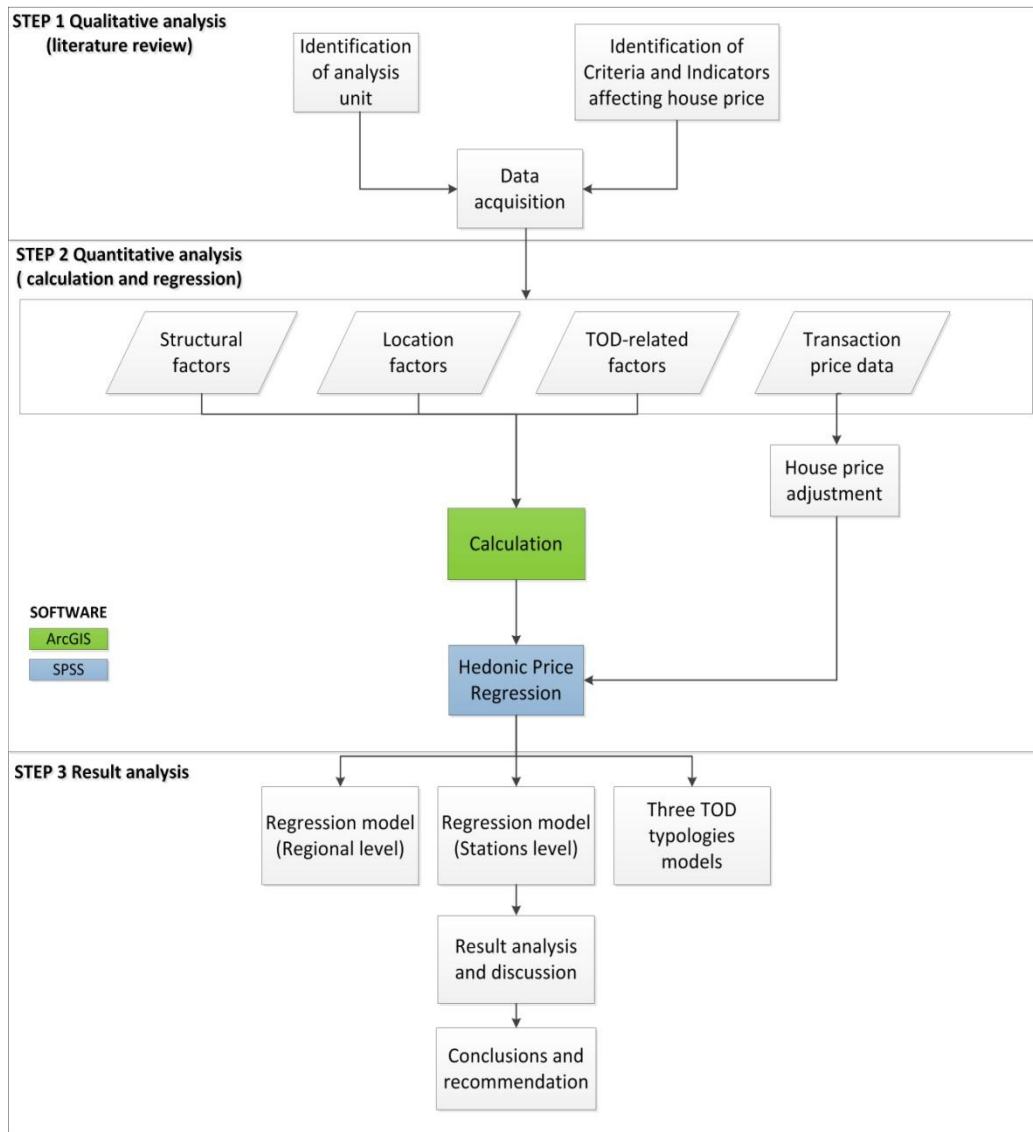 STEP 1 Qualitative analysis
(literature review)
Identification
of analysis
unit
Identification of
Criteria and Indicators
affecting house price
Data
acquisition
STEP 2 Quantitative analysis
( calculation and regression)
Structural
factors
Location
factors
TOD-related
factors
Transaction
price data
House price
adjustment
Calculation
SOFTWARE
ArcGIS
SPSS
Hedonic Price
Regression
STEP 3 Result analysis
Regression model
(Regional level)
Regression model
(Stations level)
Three TOD
typologies
models
Result analysis
and discussion
Conclusions and
recommendation